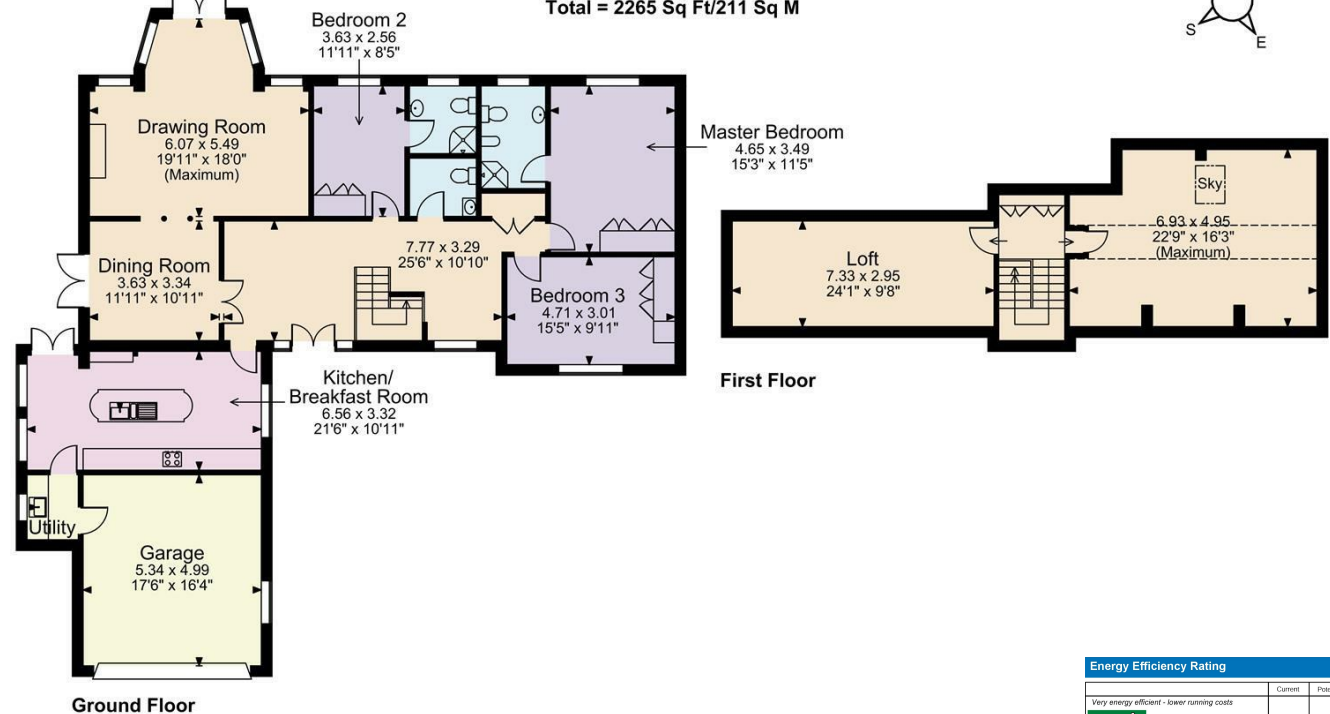 Total = 2265 Sq Ft/211 Sq M
S
E
Bedroom 2
3.63 x 2.56
11'11" x 8'5"
Drawing Room
6.07 x 5.49
19'11" x 18'0"
(Maximum)
Master Bedroom
4.65 x 3.49
15'3" x 11'5"
Dining Room
3.63 x 3.34
11'11" x 10'11"
7.77 x 3.29
25'6" x 10'10"
Bedroom 3
4.71 x 3.01
15'5" x 9'11"
Kitchen/
Breakfast Room
6.56 x 3.32
21'6" x 10'11"
Utility
Garage
5.34 x 4.99
17'6" x 16'4"
Ground Floor
Sky
6.93 x 4.95
22'9" x 16'3"
(Maximum)
Loft
7.33 x 2.95
24'1" x 9'8"
First Floor
Energy Efficiency Rating
Current
Pote
Very energy efficient - lower running costs